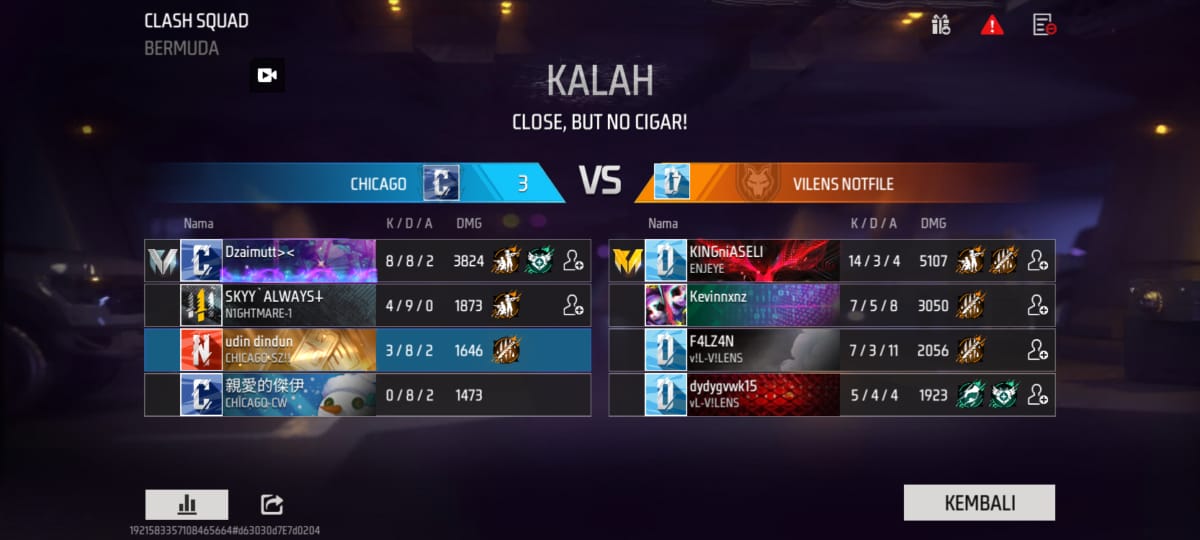 CLASH SQUAD
BERMUDA
KALAH
CLOSE, BUT NO CIGAR!
CHICAGO 3 VS VILENS NOTFILE
Nama K / D / A DMG
Dzaimutt>< 8 / 8 / 2 3824
SKYY`ALWAYS⸸ 4 / 9 / 0 1873
N1GHTMARE-1
udin dindun 3 / 8 / 2 1646
CHICAGO-SZ!!
親愛的傑伊 0 / 8 / 2 1473
CHÌCAGO-CW
Nama K / D / A DMG
KINGniASELI 14 / 3 / 4 5107
ENJEYE
Kevinnxnz 7 / 5 / 8 3050
F4LZ4N 7 / 3 / 11 2056
v!L-V!LENS
dydygvwk15 5 / 4 / 4 1923
vL-V!LENS
KEMBALI
1921583357108465664#d63030d7E7d0204